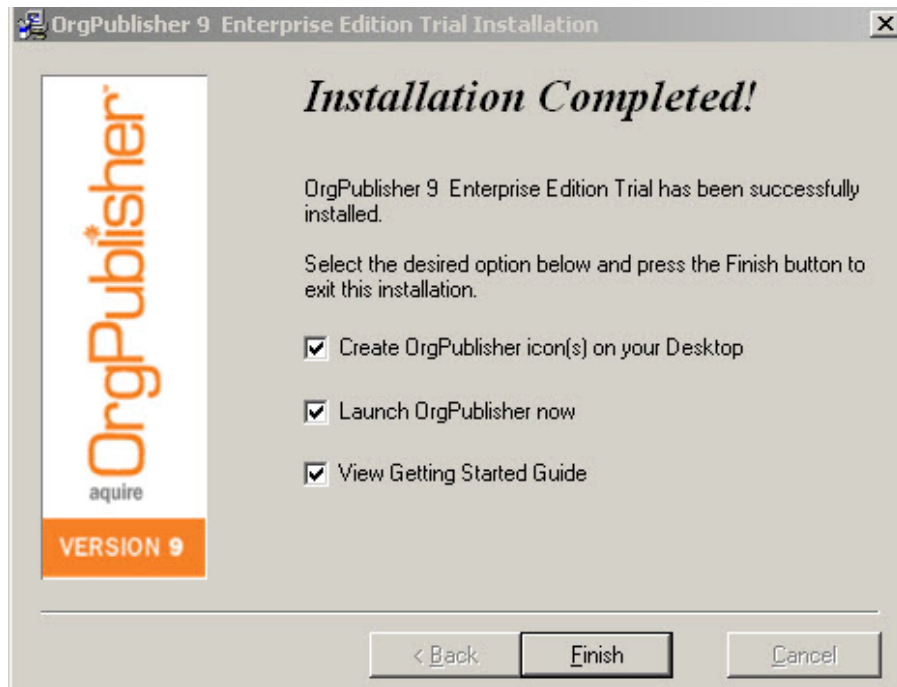 OrgPublisher 9 Enterprise Edition Trial Installation
OrgPublisher
aquire
VERSION 9
Installation Completed!
OrgPublisher 9 Enterprise Edition Trial has been successfully
installed.
Select the desired option below and press the Finish button to
exit this installation.
Create OrgPublisher icon(s) on your Desktop
Launch OrgPublisher now
View Getting Started Guide
< Back
Finish
Cancel